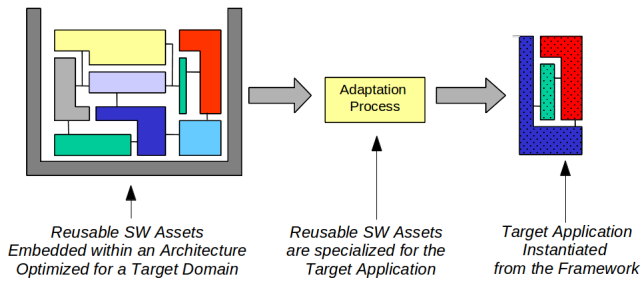 Adaptation
Process
Reusable SW Assets
Embedded within an Architecture
Optimized for a Target Domain
Reusable SW Assets
are specialized for the
Target Application
Target Application
Instantiated
from the Framework